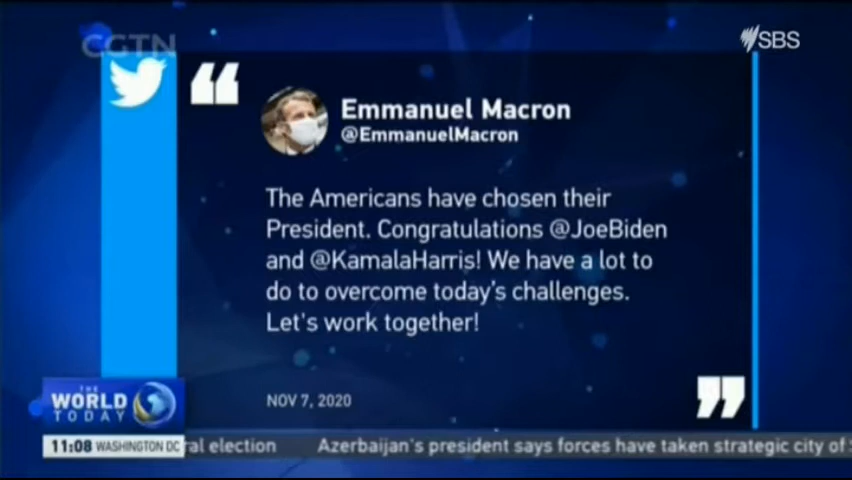 CGTN
SBS
Emmanuel Macron
@EmmanuelMacron
The Americans have chosen their
President. Congratulations @JoeBiden
and @KamalaHarris! We have a lot to
do to overcome today's challenges.
Let's work together!
NOV 7, 2020
THE
WORLD
TODAY
11:08 WASHINGTON DC
ral election Azerbaijan's president says forces have taken strategic city of S